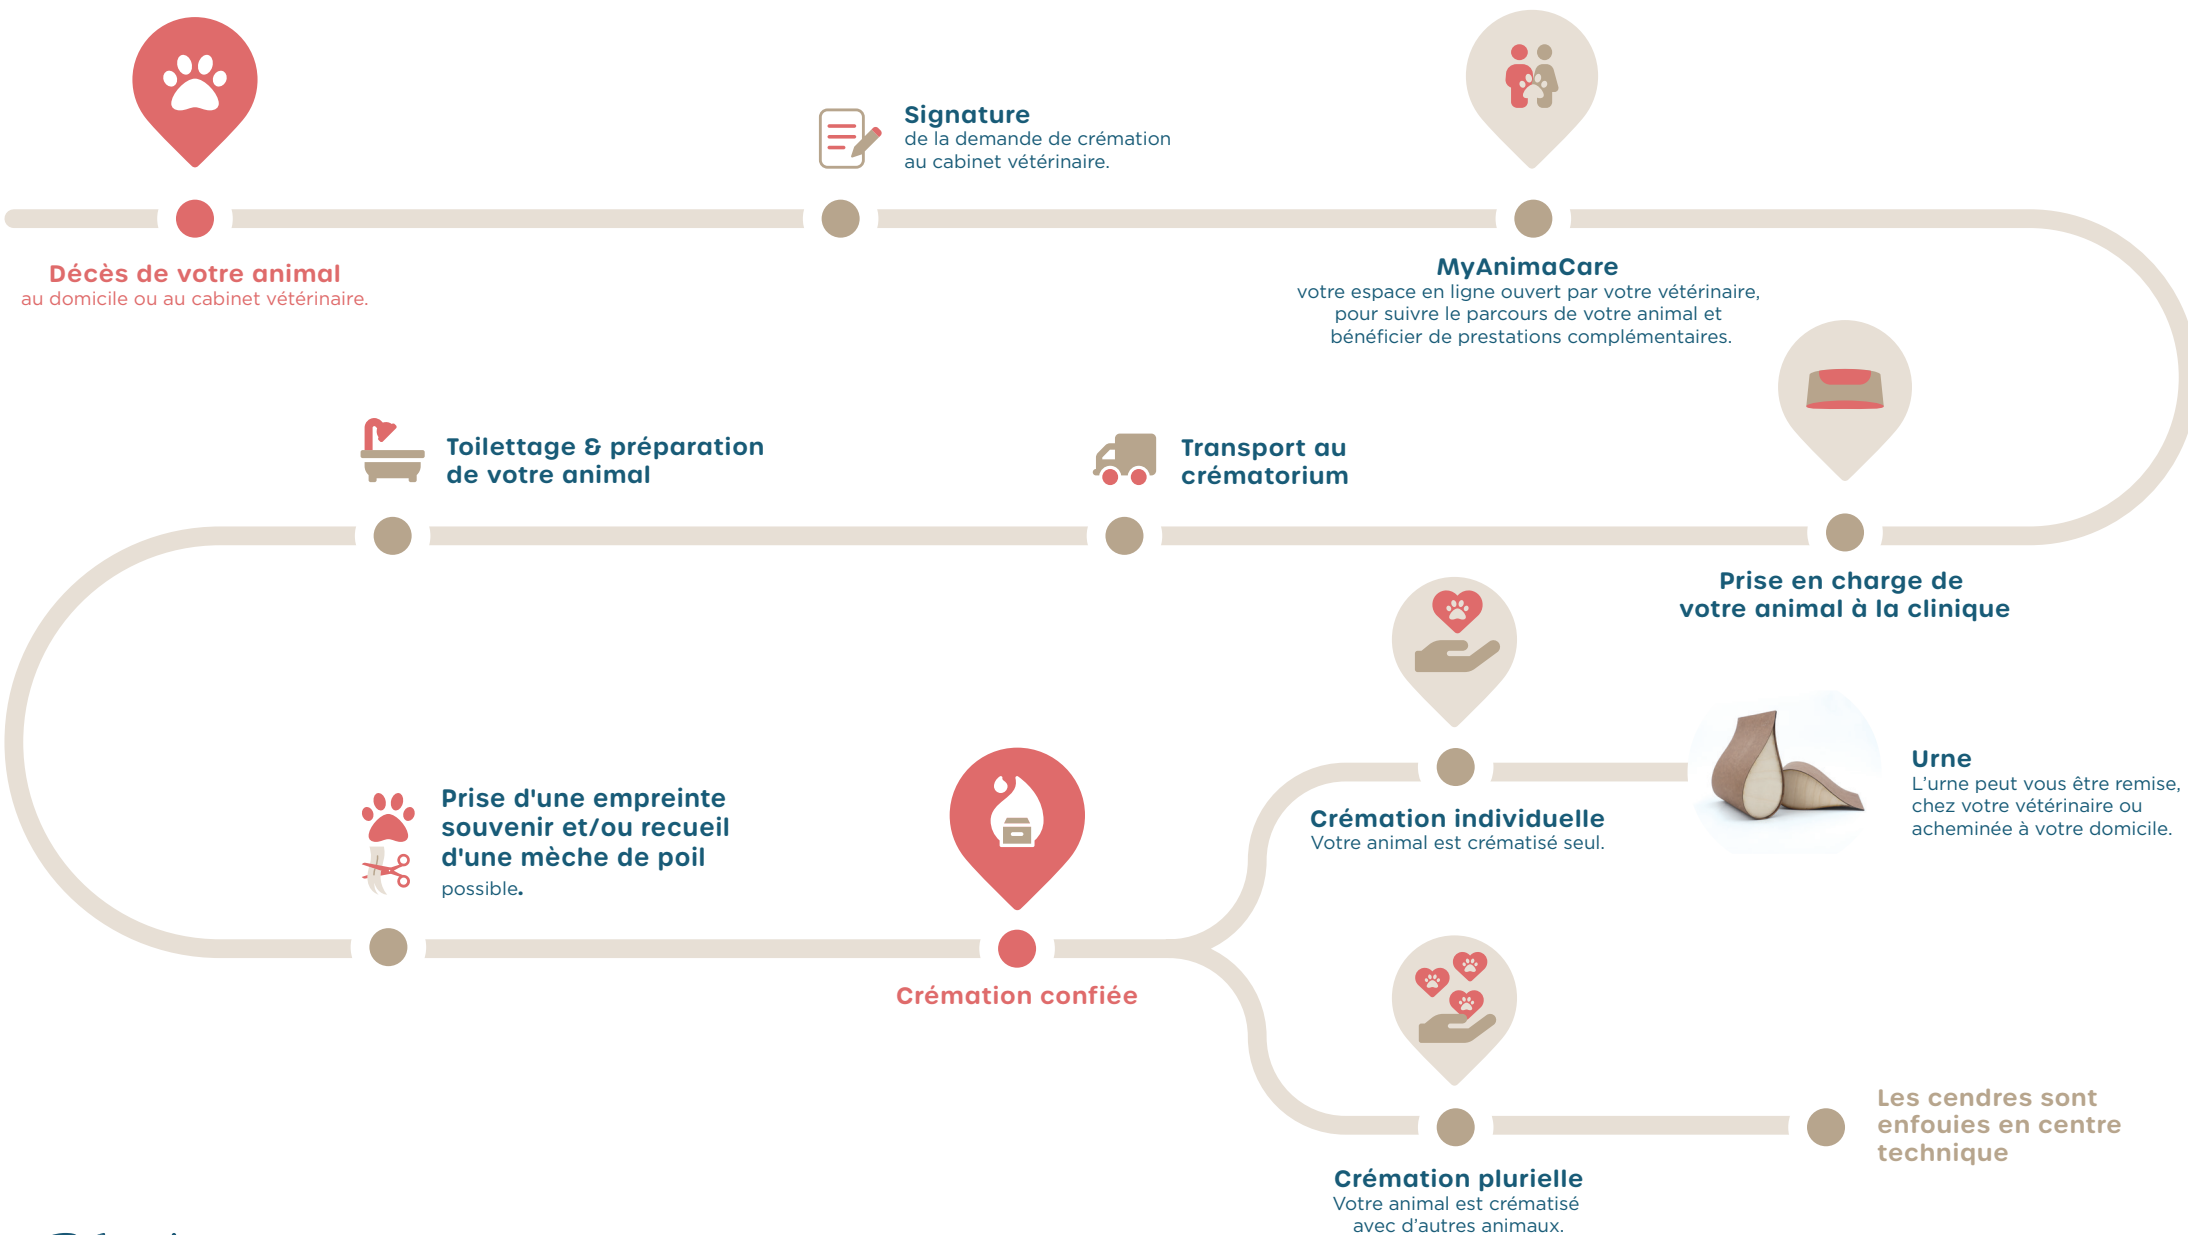 Signature
de la demande de crémation
au cabinet vétérinaire.
Décès de votre animal
au domicile ou au cabinet vétérinaire.
MyAnimaCare
votre espace en ligne ouvert par votre vétérinaire,
pour suivre le parcours de votre animal et
bénéficier de prestations complémentaires.
Toilettage & préparation
de votre animal
Transport au
crématorium
Prise en charge de
votre animal à la clinique
Prise d'une empreinte
souvenir et/ou recueil
d'une mèche de poil
possible.
Crémation confiée
Crémation individuelle
Votre animal est crématisé seul.
Urne
L'urne peut vous être remise,
chez votre vétérinaire ou
acheminée à votre domicile.
Crémation plurielle
Votre animal est crématisé
avec d'autres animaux.
Les cendres sont
enfouies en centre
technique